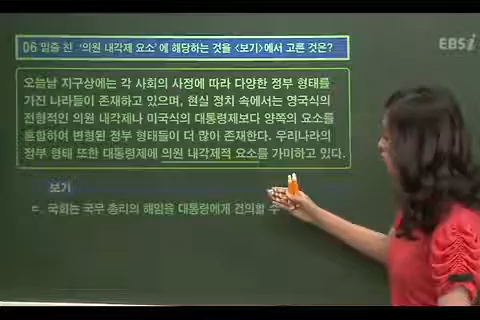 EBSi
06 밑줄 친 '의원 내각제 요소'에 해당하는 것을 <보기>에서 고른 것은?
오늘날 지구상에는 각 사회의 사정에 따라 다양한 정부 형태를
가진 나라들이 존재하고 있으며, 현실 정치 속에서는 영국식의
전형적인 의원 내각제나 미국식의 대통령제보다 양쪽의 요소를
혼합하여 변형된 정부 형태들이 더 많이 존재한다. 우리나라의
정부 형태 또한 대통령제에 의원 내각제적 요소를 가미하고 있다.
보기
ㄷ. 국회는 국무 총리의 해임을 대통령에게 건의할 수
EBSi